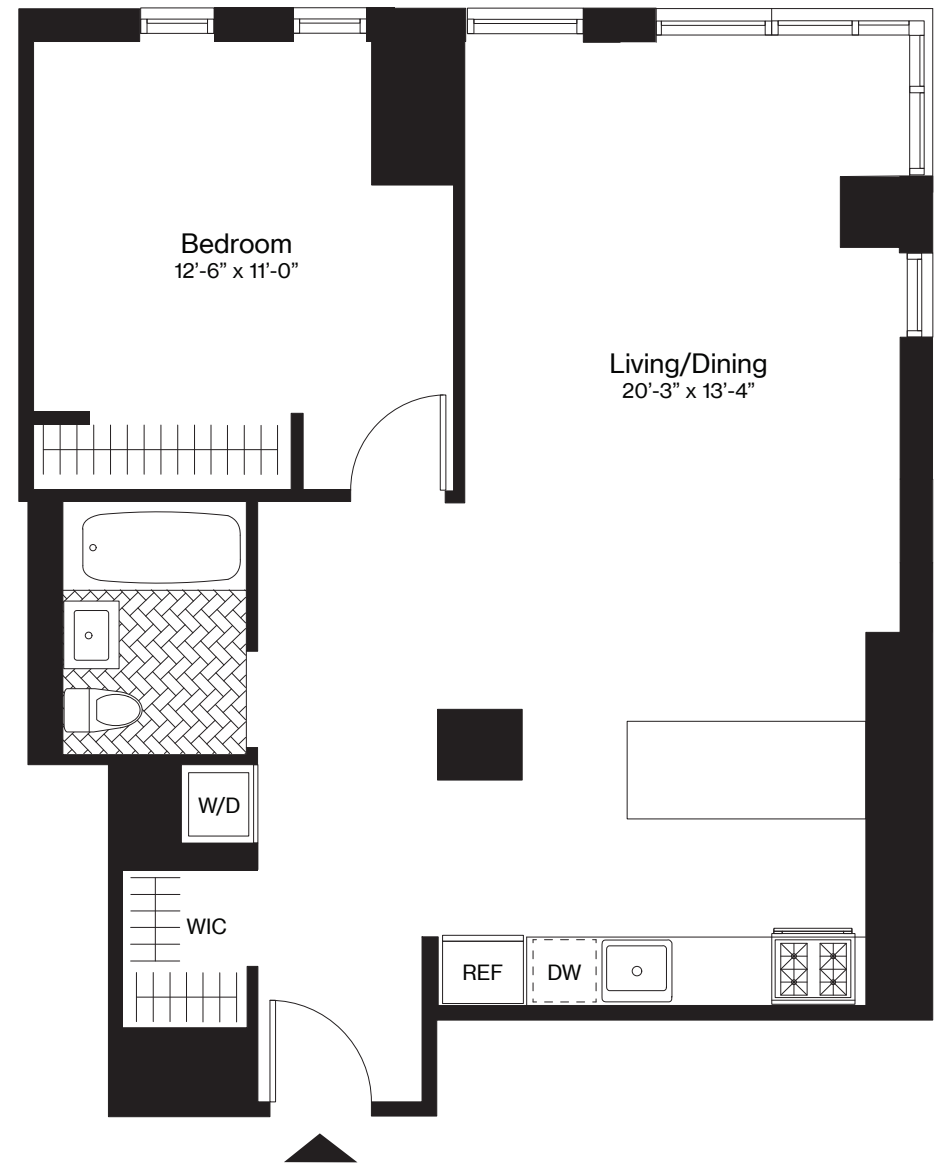 Bedroom
12’-6” x 11’-0”
Living/Dining
20’-3” x 13’-4”
W/D
WIC
REF
DW